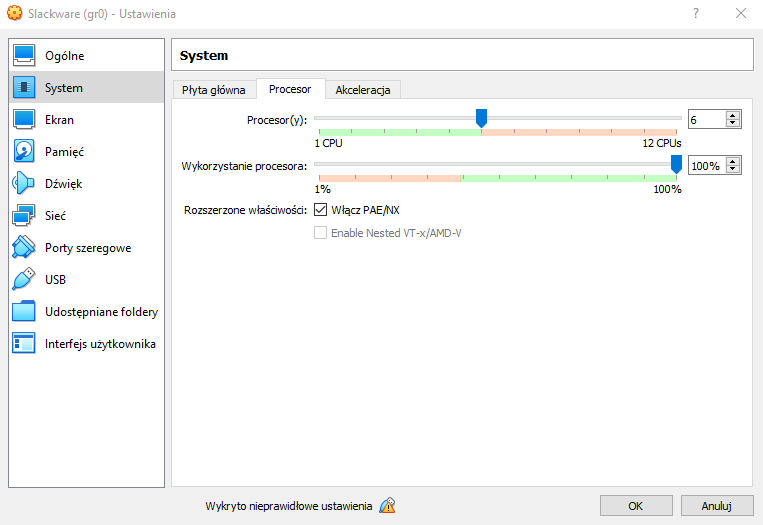 Slackware (gr0) - Ustawienia
Ogólne
System
Ekran
Pamięć
Dźwięk
Sieć
Porty szeregowe
USB
Udostępniane foldery
Interfejs użytkownika
System
Płyta główna Procesor Akceleracja
Procesor(y): 6
1 CPU 12 CPUs
Wykorzystanie procesora: 100%
1% 100%
Rozszerzone właściwości: Włącz PAE/NX
Enable Nested VT-x/AMD-V
Wykryto nieprawidłowe ustawienia OK Anuluj